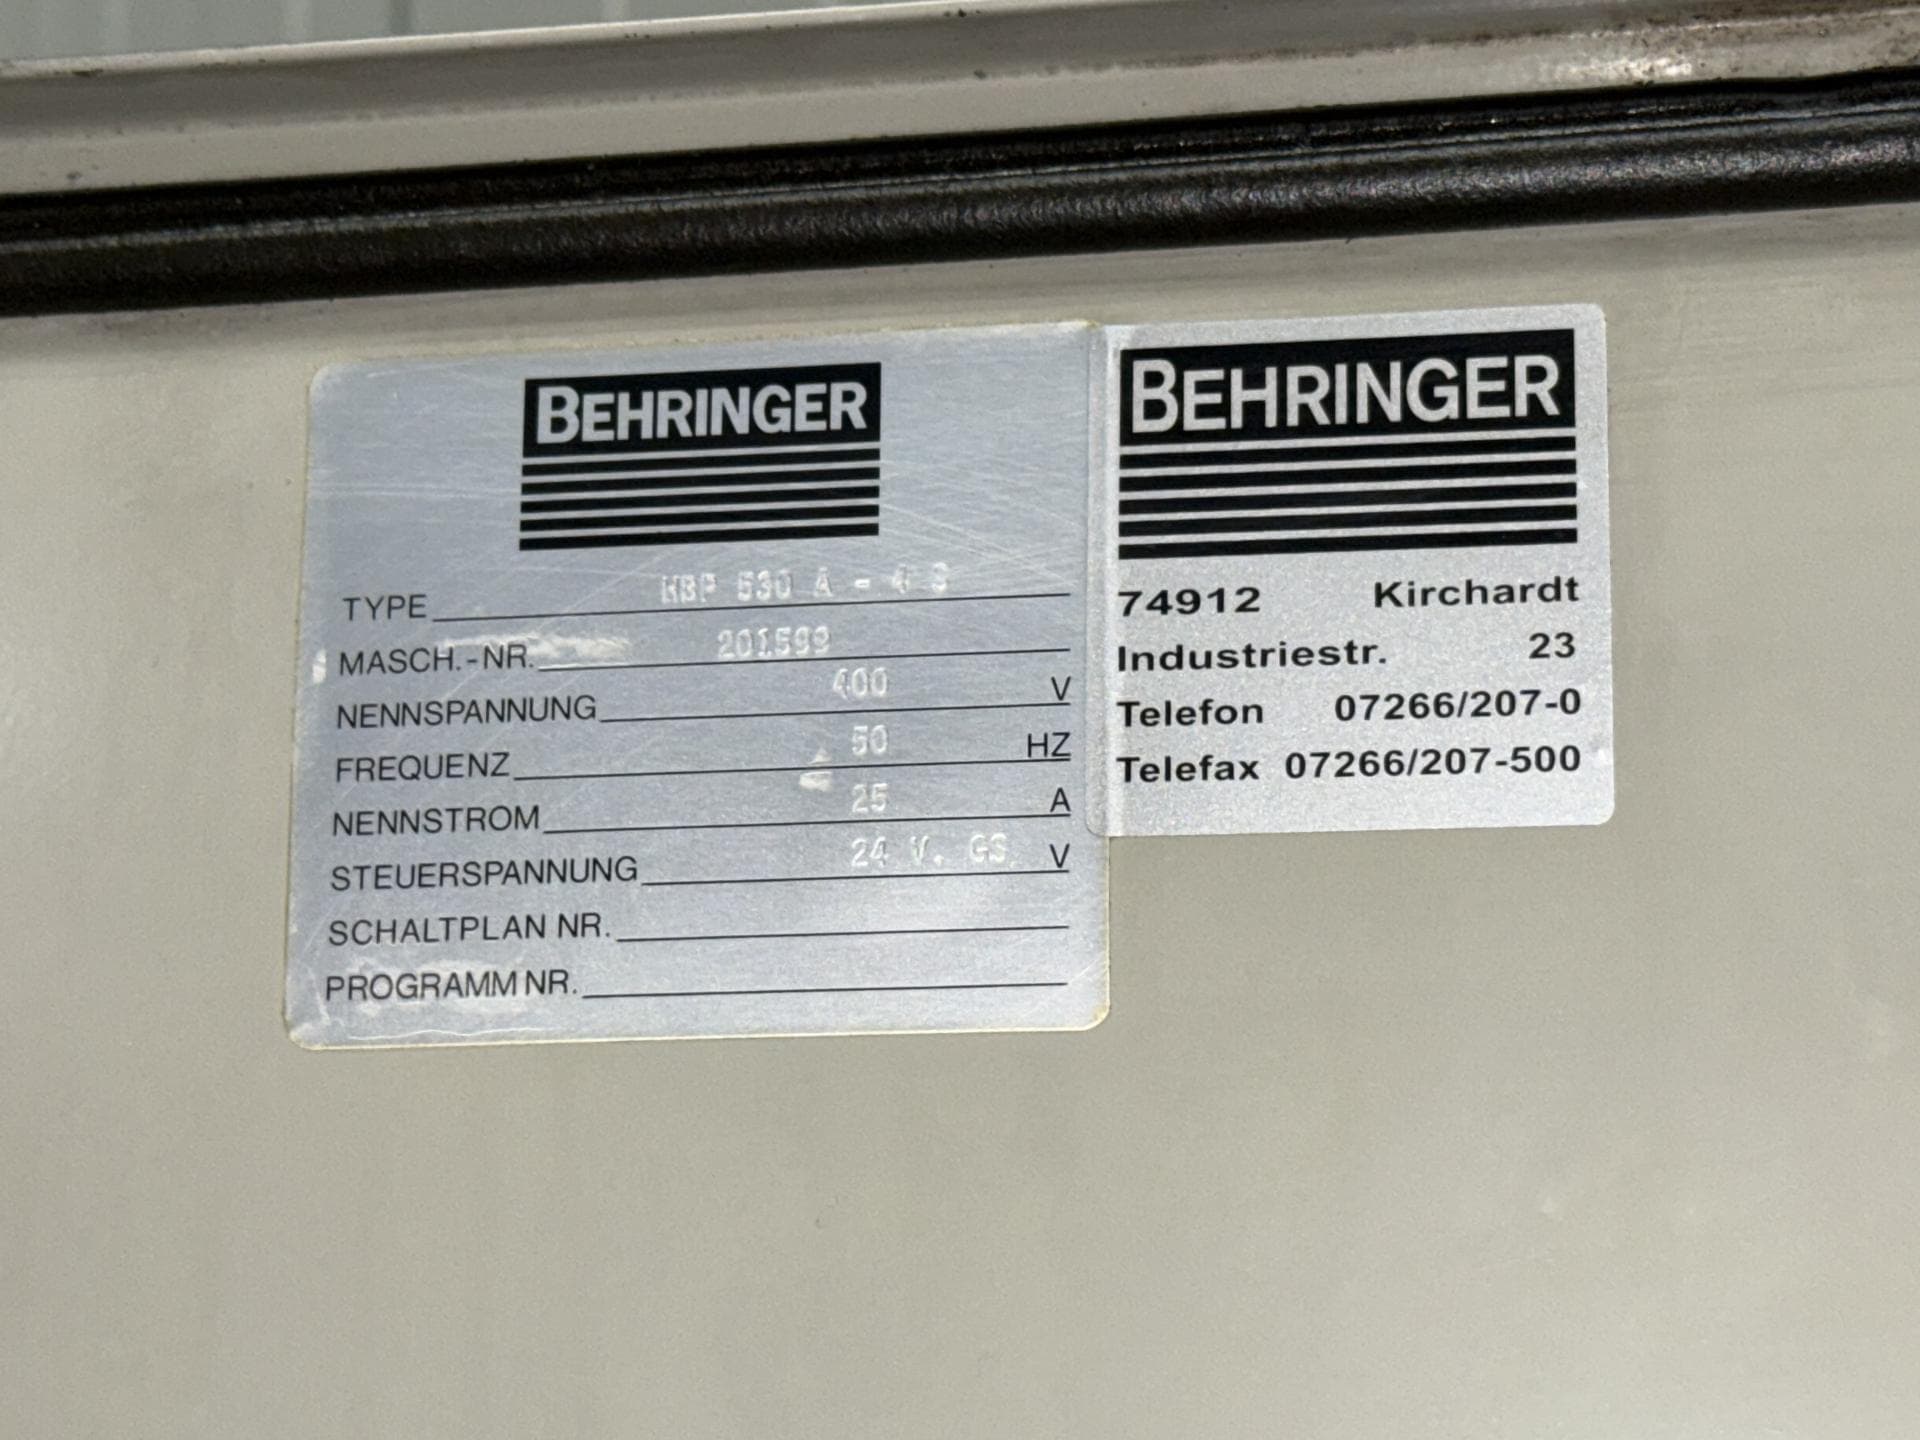 BEHRINGER
TYPE HBP 530 A - 4 S
MASCH.-NR. 201599
NENNSPANNUNG 400 V
FREQUENZ 50 HZ
NENNSTROM 25 A
STEUERSPANNUNG 24 V. GS. V
SCHALTPLAN NR.
PROGRAMM NR.
BEHRINGER
74912 Kirchardt
Industriestr. 23
Telefon 07266/207-0
Telefax 07266/207-500